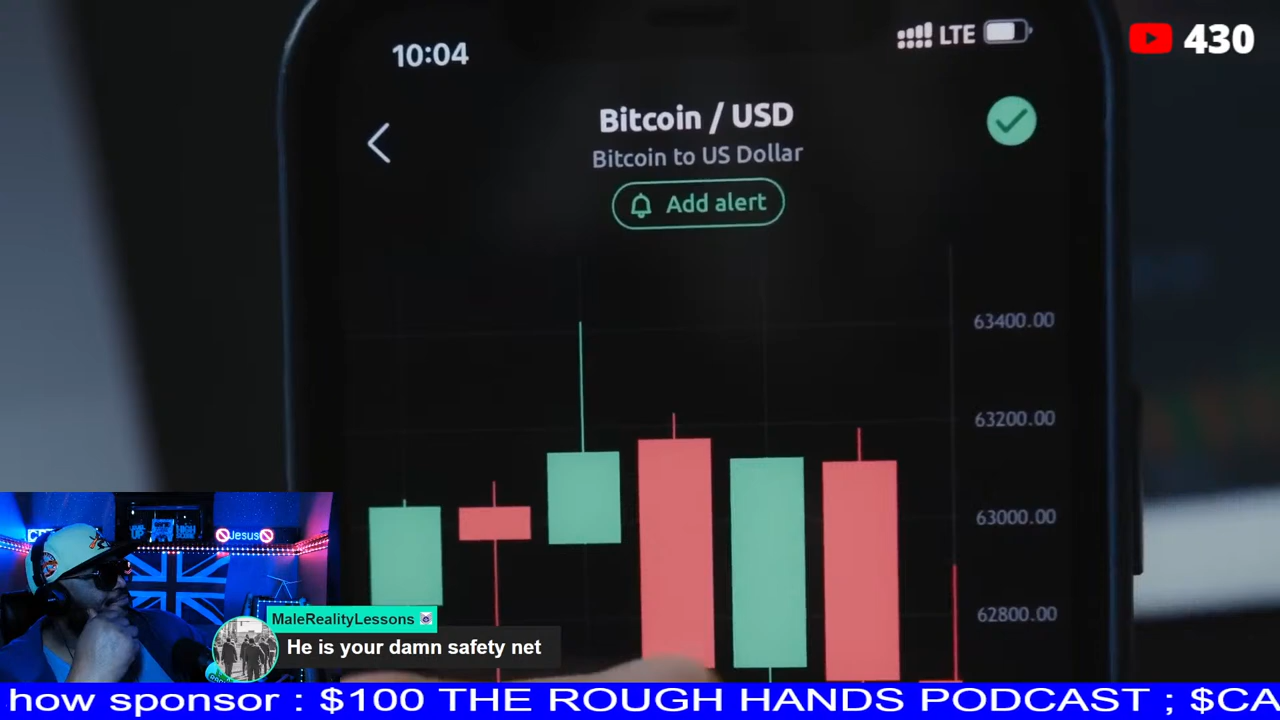 10:04
LTE
430
Bitcoin / USD
Bitcoin to US Dollar
Add alert
63400.00
63200.00
63000.00
62800.00
Jesus
MaleRealityLessons
He is your damn safety net
how sponsor : $100 THE ROUGH HANDS PODCAST ; $CA